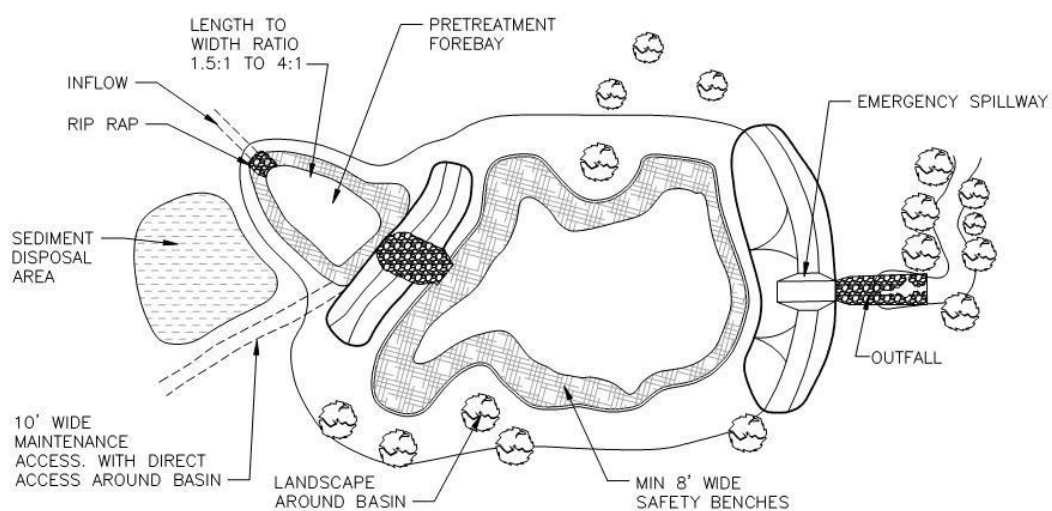 LENGTH TO
WIDTH RATIO
1.5:1 TO 4:1
PRETREATMENT
FOREBAY
INFLOW
RIP RAP
EMERGENCY SPILLWAY
SEDIMENT
DISPOSAL
AREA
OUTFALL
10' WIDE
MAINTENANCE
ACCESS. WITH DIRECT
ACCESS AROUND BASIN
LANDSCAPE
AROUND BASIN
MIN 8' WIDE
SAFETY BENCHES